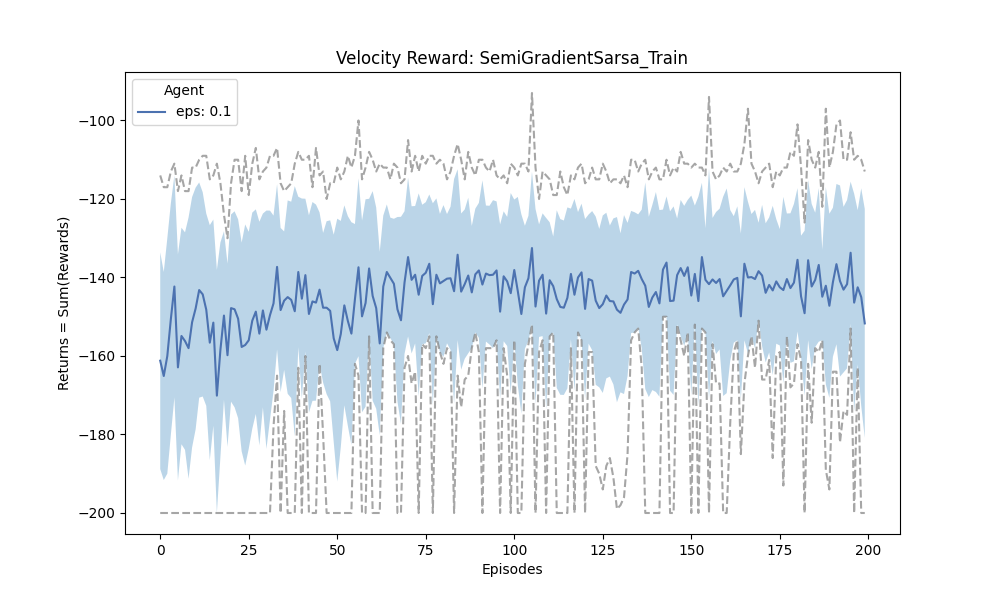 Velocity Reward: SemiGradientSarsa_Train
Agent
eps: 0.1
Returns = Sum(Rewards)
−100
−120
−140
−160
−180
−200
0 25 50 75 100 125 150 175 200
Episodes